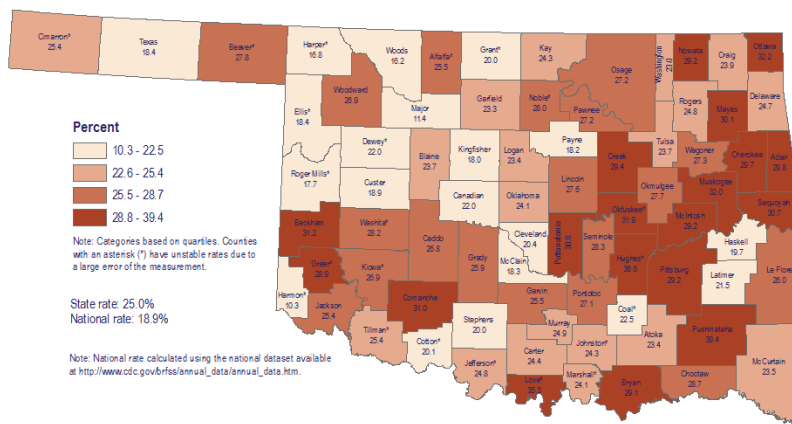 Cimarron*
25.4
Texas
18.4
Beaver*
27.8
Harper*
16.8
Woods
16.2
Alfalfa*
25.5
Grant*
20.0
Kay
24.3
Osage
27.2
Washington
23.0
Nowata
29.2
Craig
23.9
Ottawa
32.2
Woodward
26.9
Ellis*
18.4
Major
11.4
Garfield
23.3
Noble*
28.0
Pawnee
27.2
Rogers
24.8
Mayes
30.1
Delaware
24.7
Dewey*
22.0
Blaine
23.7
Kingfisher
18.0
Logan
23.4
Payne
18.2
Creek
29.4
Tulsa
23.7
Wagoner
27.3
Cherokee
29.7
Adair
29.8
Roger Mills*
17.7
Custer
18.9
Canadian
22.0
Oklahoma
24.1
Lincoln
27.6
Okmulgee
27.7
Muskogee
32.0
Sequoyah
30.7
Beckham
31.2
Washita*
28.2
Caddo
26.8
Grady
25.9
Cleveland
20.4
McClain
18.3
Pottawatomie
30.0
Seminole
28.3
Okfuskee*
31.9
McIntosh
29.2
Hughes*
36.8
Haskell
19.7
Pittsburg
29.2
Latimer
21.5
Le Flore
26.0
Greer*
28.9
Kiowa*
26.9
Harmon*
10.3
Jackson
25.4
Comanche
31.0
Tillman*
25.4
Cotton*
20.1
Stephens
20.0
Jefferson*
24.8
Garvin
25.5
Murray
24.9
Carter
24.4
Love*
35.5
Pontotoc
27.1
Johnston*
24.3
Marshall*
24.1
Coal*
22.5
Atoka
23.4
Bryan
29.1
Pushmataha
39.4
Choctaw
28.7
McCurtain
23.5
Percent
10.3 - 22.5
22.6 - 25.4
25.5 - 28.7
28.8 - 39.4
Note: Categories based on quartiles. Counties
with an asterisk (*) have unstable rates due to
a large error of the measurement.
State rate: 25.0%
National rate: 18.9%
Note: National rate calculated using the national dataset available
at http://www.cdc.gov/brfss/annual_data/annual_data.htm.